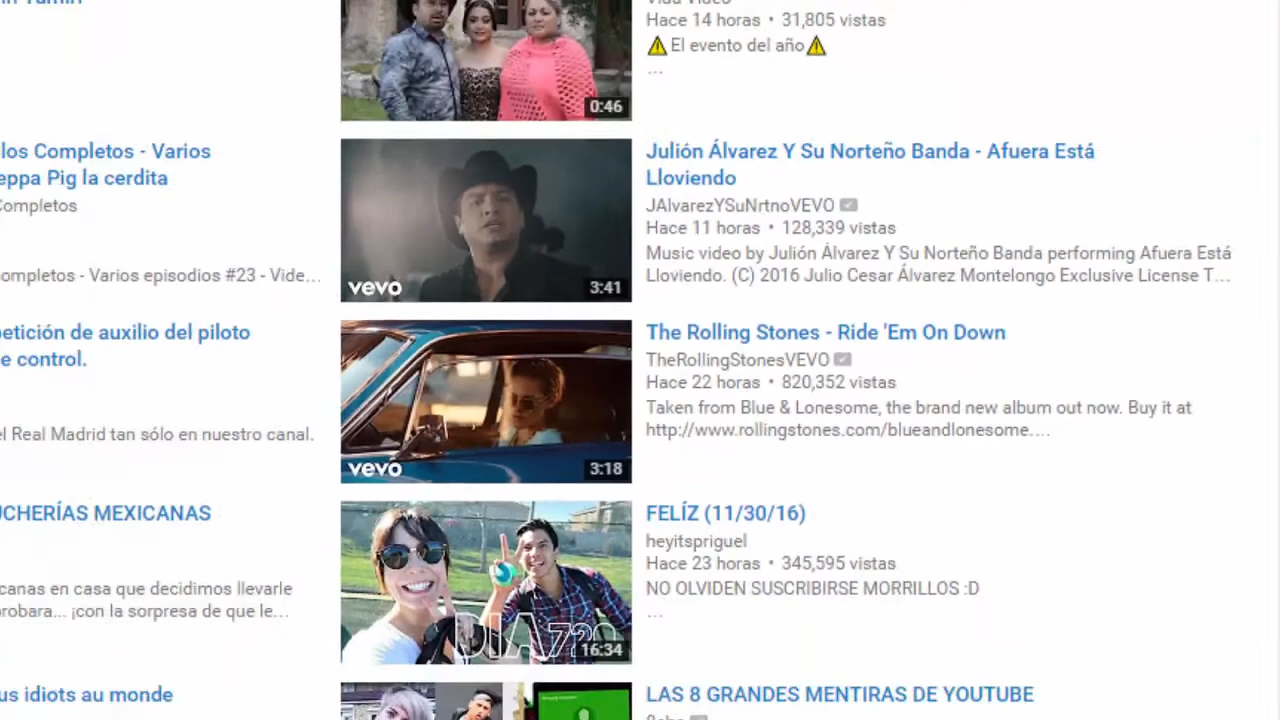 Hace 14 horas • 31,805 vistas
⚠El evento del año⚠
...
0:46
los Completos - Varios
eppa Pig la cerdita
Completos
ompletos - Varios episodios #23 - Vide...
vevo
3:41
Julión Álvarez Y Su Norteño Banda - Afuera Está
Lloviendo
JAlvarezYSuNrtnoVEVO
Hace 11 horas • 128,339 vistas
Music video by Julión Álvarez Y Su Norteño Banda performing Afuera Está
Lloviendo. (C) 2016 Julio Cesar Álvarez Montelongo Exclusive License T...
petición de auxilio del piloto
e control.
el Real Madrid tan sólo en nuestro canal.
vevo
3:18
The Rolling Stones - Ride 'Em On Down
TheRollingStonesVEVO
Hace 22 horas • 820,352 vistas
Taken from Blue & Lonesome, the brand new album out now. Buy it at
http://www.rollingstones.com/blueandlonesome....
UCHERÍAS MEXICANAS
canas en casa que decidimos llevarle
probara... ¡con la sorpresa de que le...
DIA 729
16:34
FELÍZ (11/30/16)
heyitspriguel
Hace 23 horas • 345,595 vistas
NO OLVIDEN SUSCRIBIRSE MORRILLOS :D
...
us idiots au monde
LAS 8 GRANDES MENTIRAS DE YOUTUBE